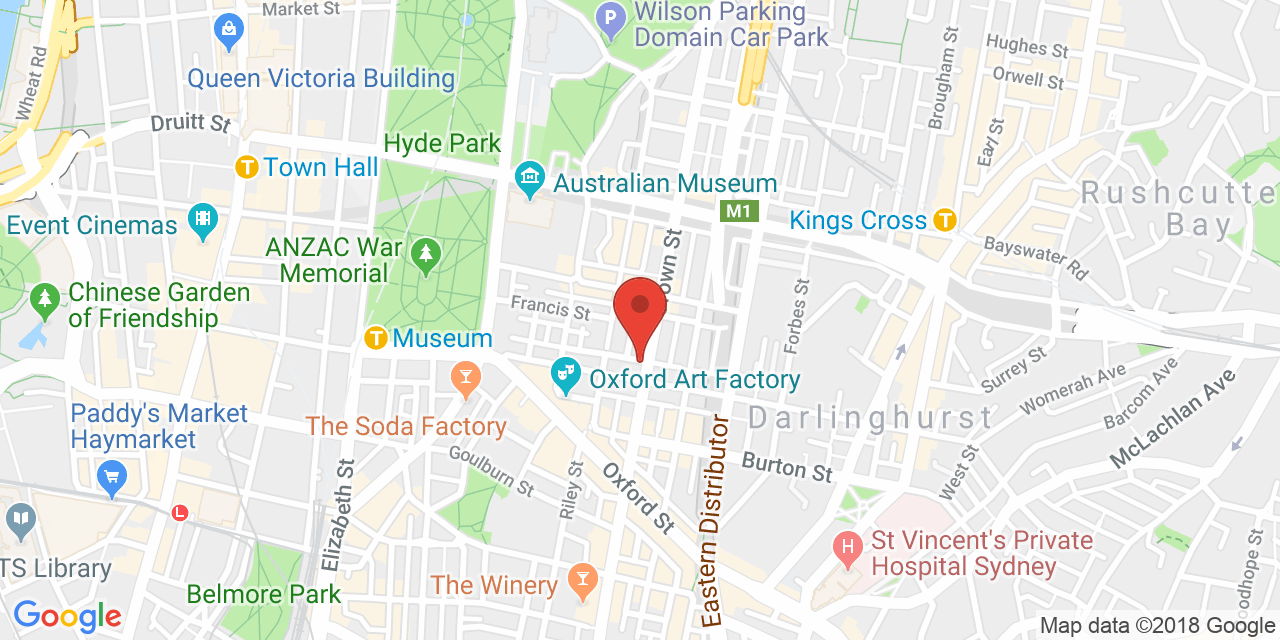 Market St
Wilson Parking
Domain Car Park
Wheat Rd
Queen Victoria Building
Hughes St
Orwell St
Brougham St
Druitt St
Hyde Park
Earl St
T Town Hall
Australian Museum
Rushcutte
Bay
M1
Kings Cross T
Event Cinemas
ANZAC War
Memorial
Bayswater Rd
Chinese Garden
of Friendship
Francis St
Forbes St
T Museum
Oxford Art Factory
Surrey St
Womerah Ave
Barcom Ave
McLachlan Ave
Paddy's Market
Haymarket
The Soda Factory
Darlinghurst
Goulburn St
Burton St
West St
Elizabeth St
Riley St
Oxford St
Eastern Distributor
L
H St Vincent's Private
Hospital Sydney
TS Library
The Winery
Belmore Park
Google
Map data ©2018 Google